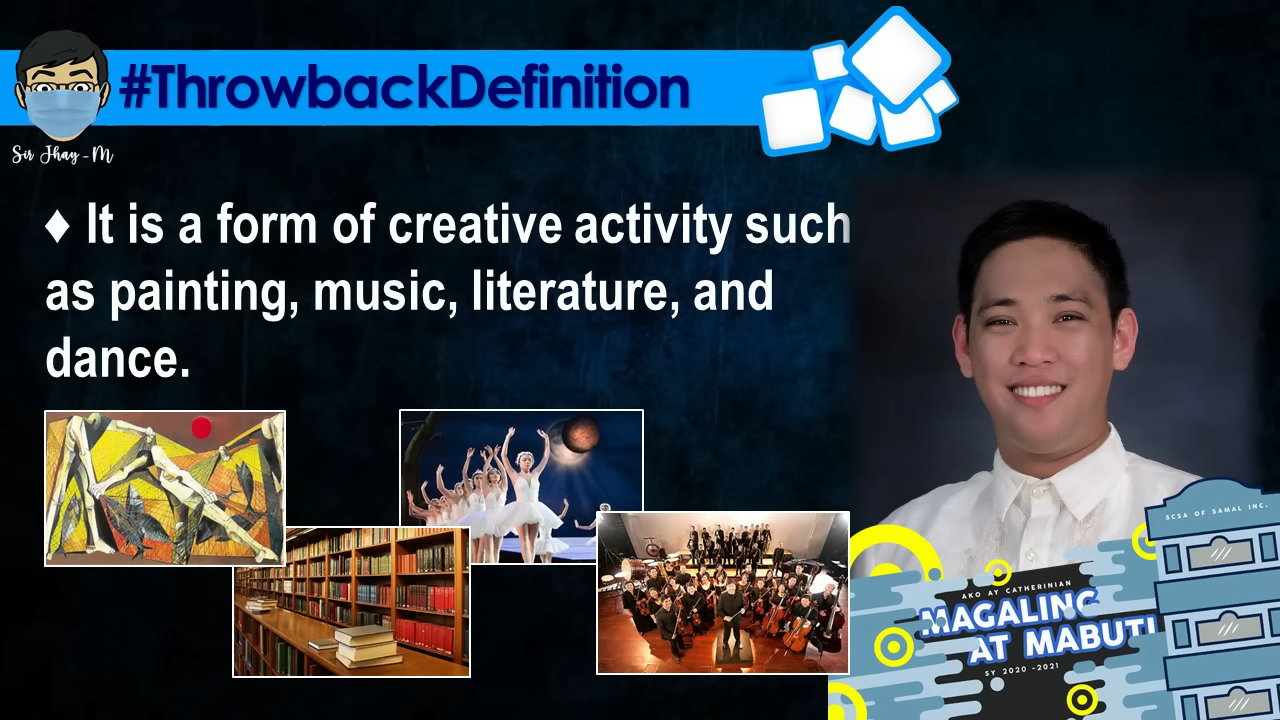 #ThrowbackDefinition
Sir Jhay-M
♦ It is a form of creative activity such
as painting, music, literature, and
dance.
SCSA OF SAMAL INC.
AKO AY CATHERINIAN
MAGALING
AT MABUTI
SY 2020 -2021